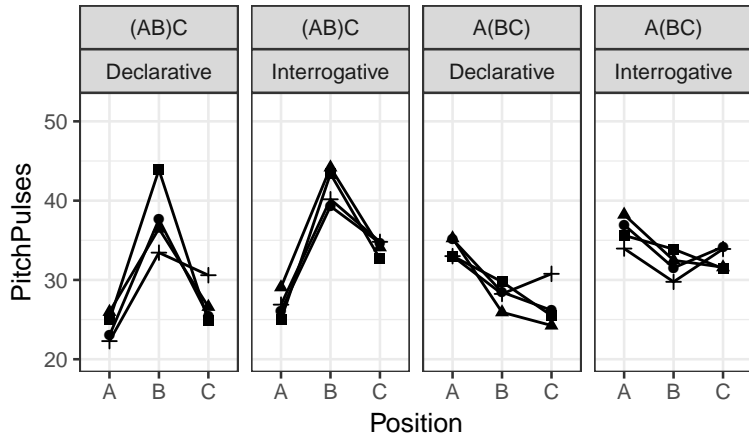 (AB)C (AB)C A(BC) A(BC)
Declarative Interrogative Declarative Interrogative
50
40
30
20
PitchPulses
A B C A B C A B C A B C
Position